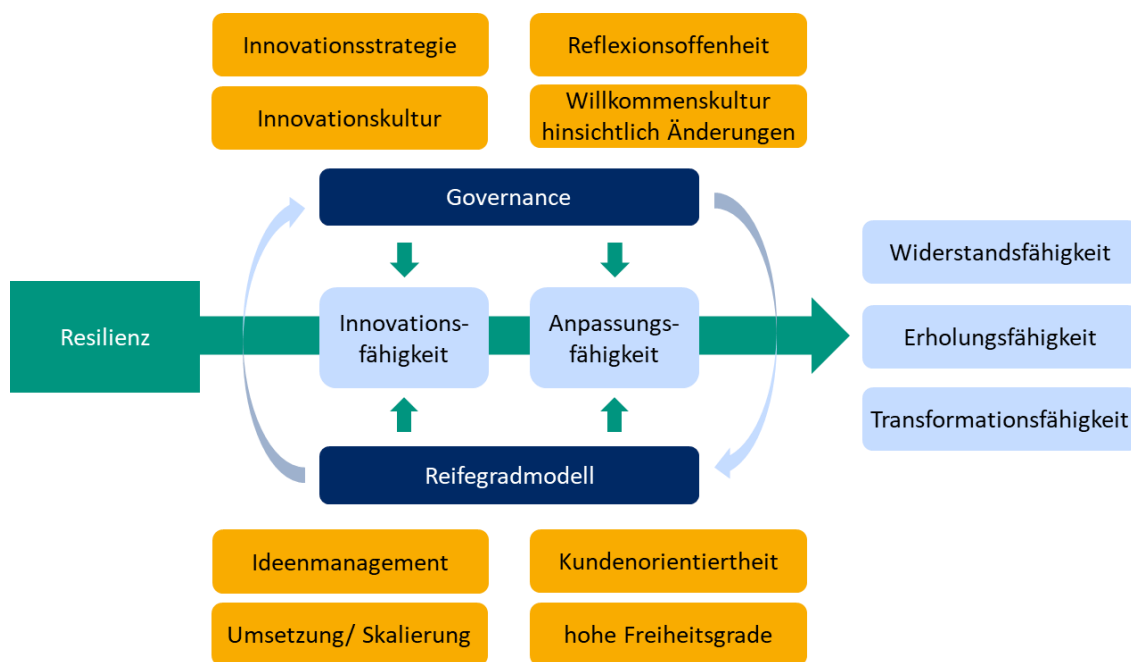 Innovationsstrategie
Reflexionsoffenheit
Innovationskultur
Willkommenskultur
hinsichtlich Änderungen
Governance
Resilienz
Innovations-
fähigkeit
Anpassungs-
fähigkeit
Widerstandsfähigkeit
Erholungsfähigkeit
Transformationsfähigkeit
Reifegradmodell
Ideenmanagement
Kundenorientiertheit
Umsetzung/ Skalierung
hohe Freiheitsgrade